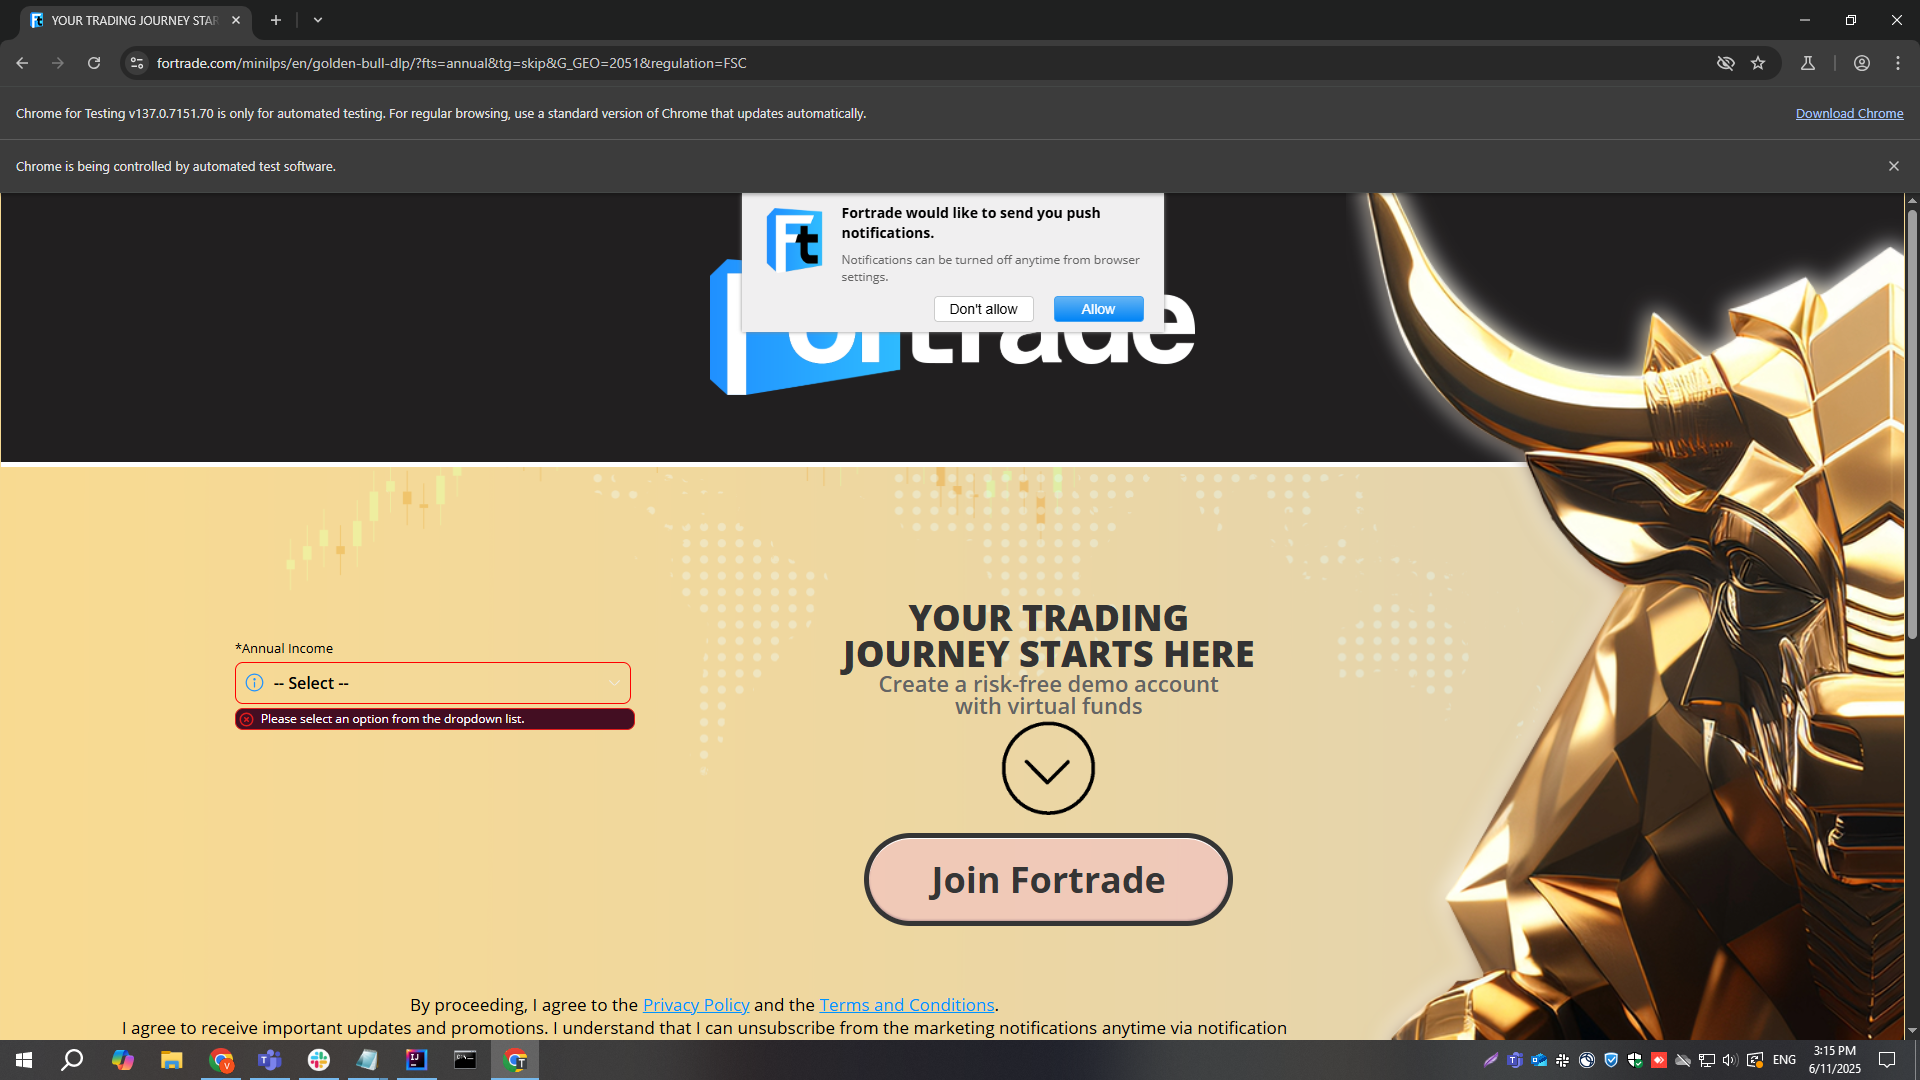 YOUR TRADING JOURNEY STAR
fortrade.com/minilps/en/golden-bull-dlp/?fts=annual&tg=skip&G_GEO=2051&regulation=FSC
Chrome for Testing v137.0.7151.70 is only for automated testing. For regular browsing, use a standard version of Chrome that updates automatically.
Download Chrome
Chrome is being controlled by automated test software.
Ft
Fortrade would like to send you push
notifications.
Notifications can be turned off anytime from browser
settings.
Don't allow
Allow
Fortrade
YOUR TRADING
JOURNEY STARTS HERE
Create a risk-free demo account
with virtual funds
*Annual Income
-- Select --
Please select an option from the dropdown list.
Join Fortrade
By proceeding, I agree to the Privacy Policy and the Terms and Conditions.
I agree to receive important updates and promotions. I understand that I can unsubscribe from the marketing notifications anytime via notification
ENG
3:15 PM
6/11/2025